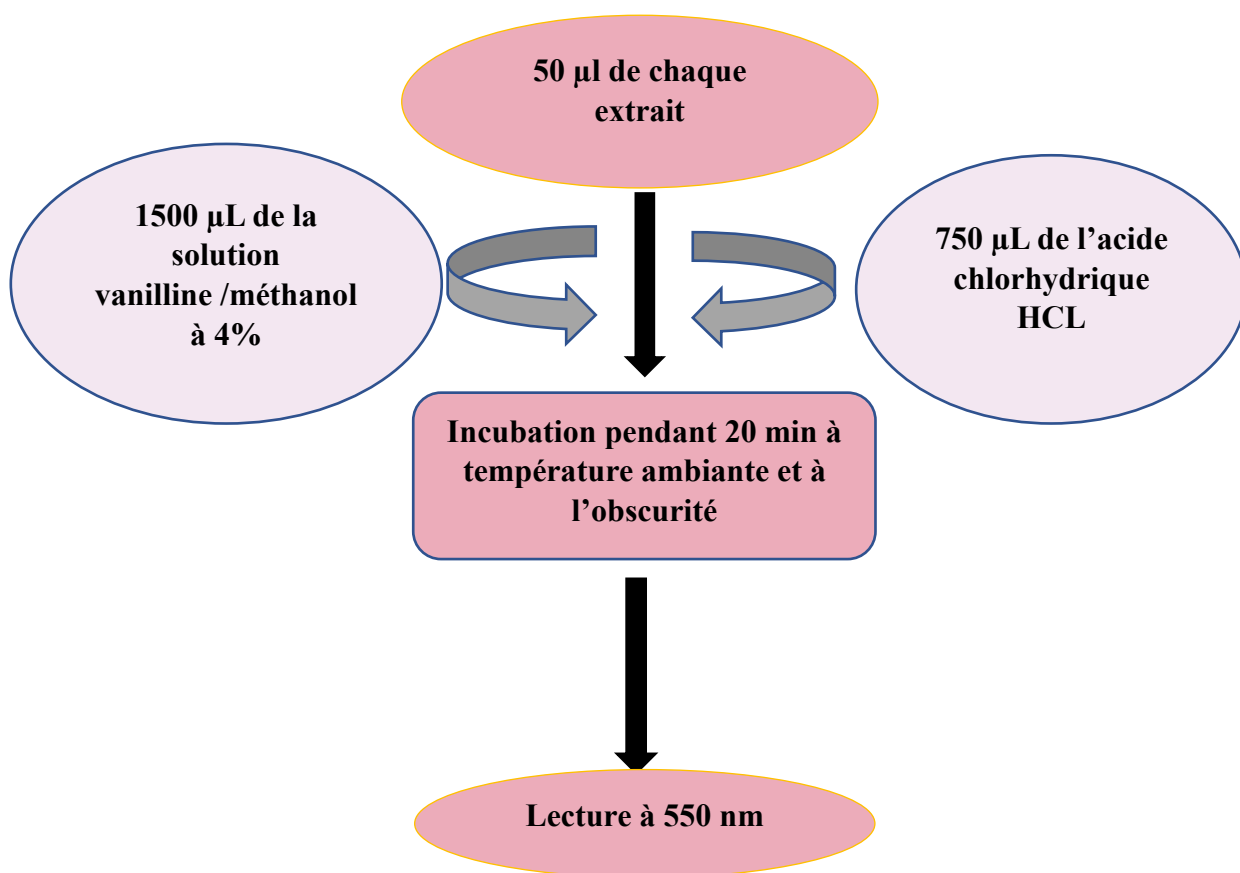 50 µl de chaque
extrait
1500 µL de la
solution
vanilline /méthanol
à 4%
750 µL de l’acide
chlorhydrique
HCL
Incubation pendant 20 min à
température ambiante et à
l’obscurité
Lecture à 550 nm